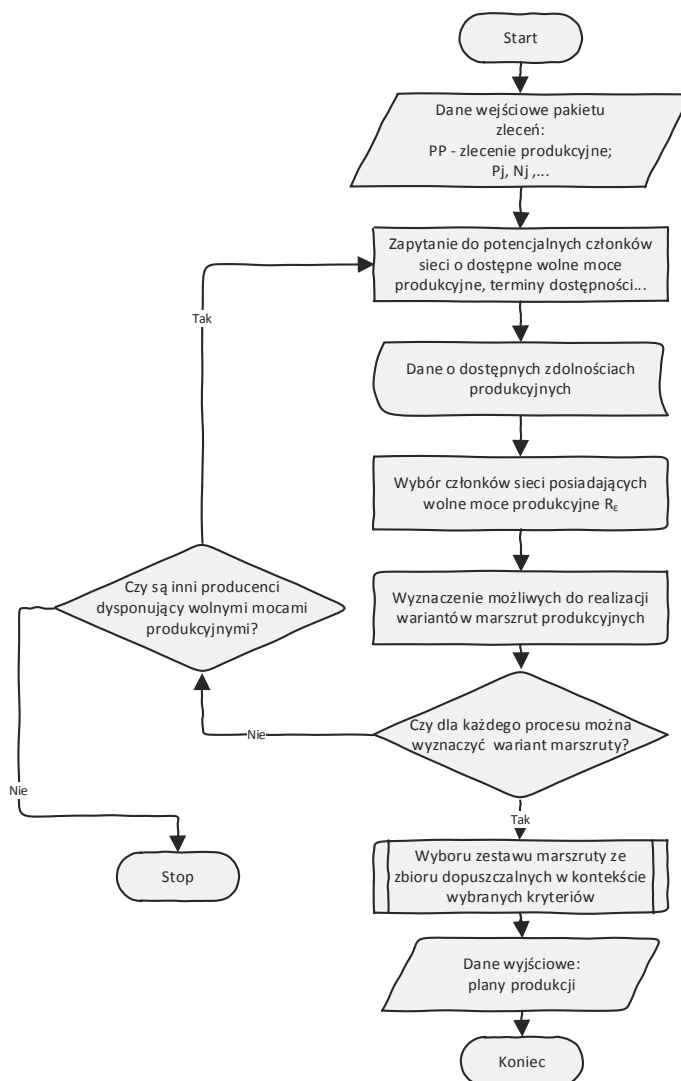 Start
Dane wejściowe pakietu
zleceń:
PP - zlecenie produkcyjne;
Pj, Nj ,...
Zapytanie do potencjalnych członków
sieci o dostępne wolne moce
produkcyjne, terminy dostępności...
Tak
Dane o dostępnych zdolnościach
produkcyjnych
Wybór członków sieci posiadających
wolne moce produkcyjne Rε
Czy są inni producenci
dysponujący wolnymi mocami
produkcyjnymi?
Wyznaczenie możliwych do realizacji
wariantów marszrut produkcyjnych
Czy dla każdego procesu można
wyznaczyć wariant marszruty?
Nie
Nie
Tak
Stop
Wyboru zestawu marszruty ze
zbioru dopuszczalnych w kontekście
wybranych kryteriów
Dane wyjściowe:
plany produkcji
Koniec